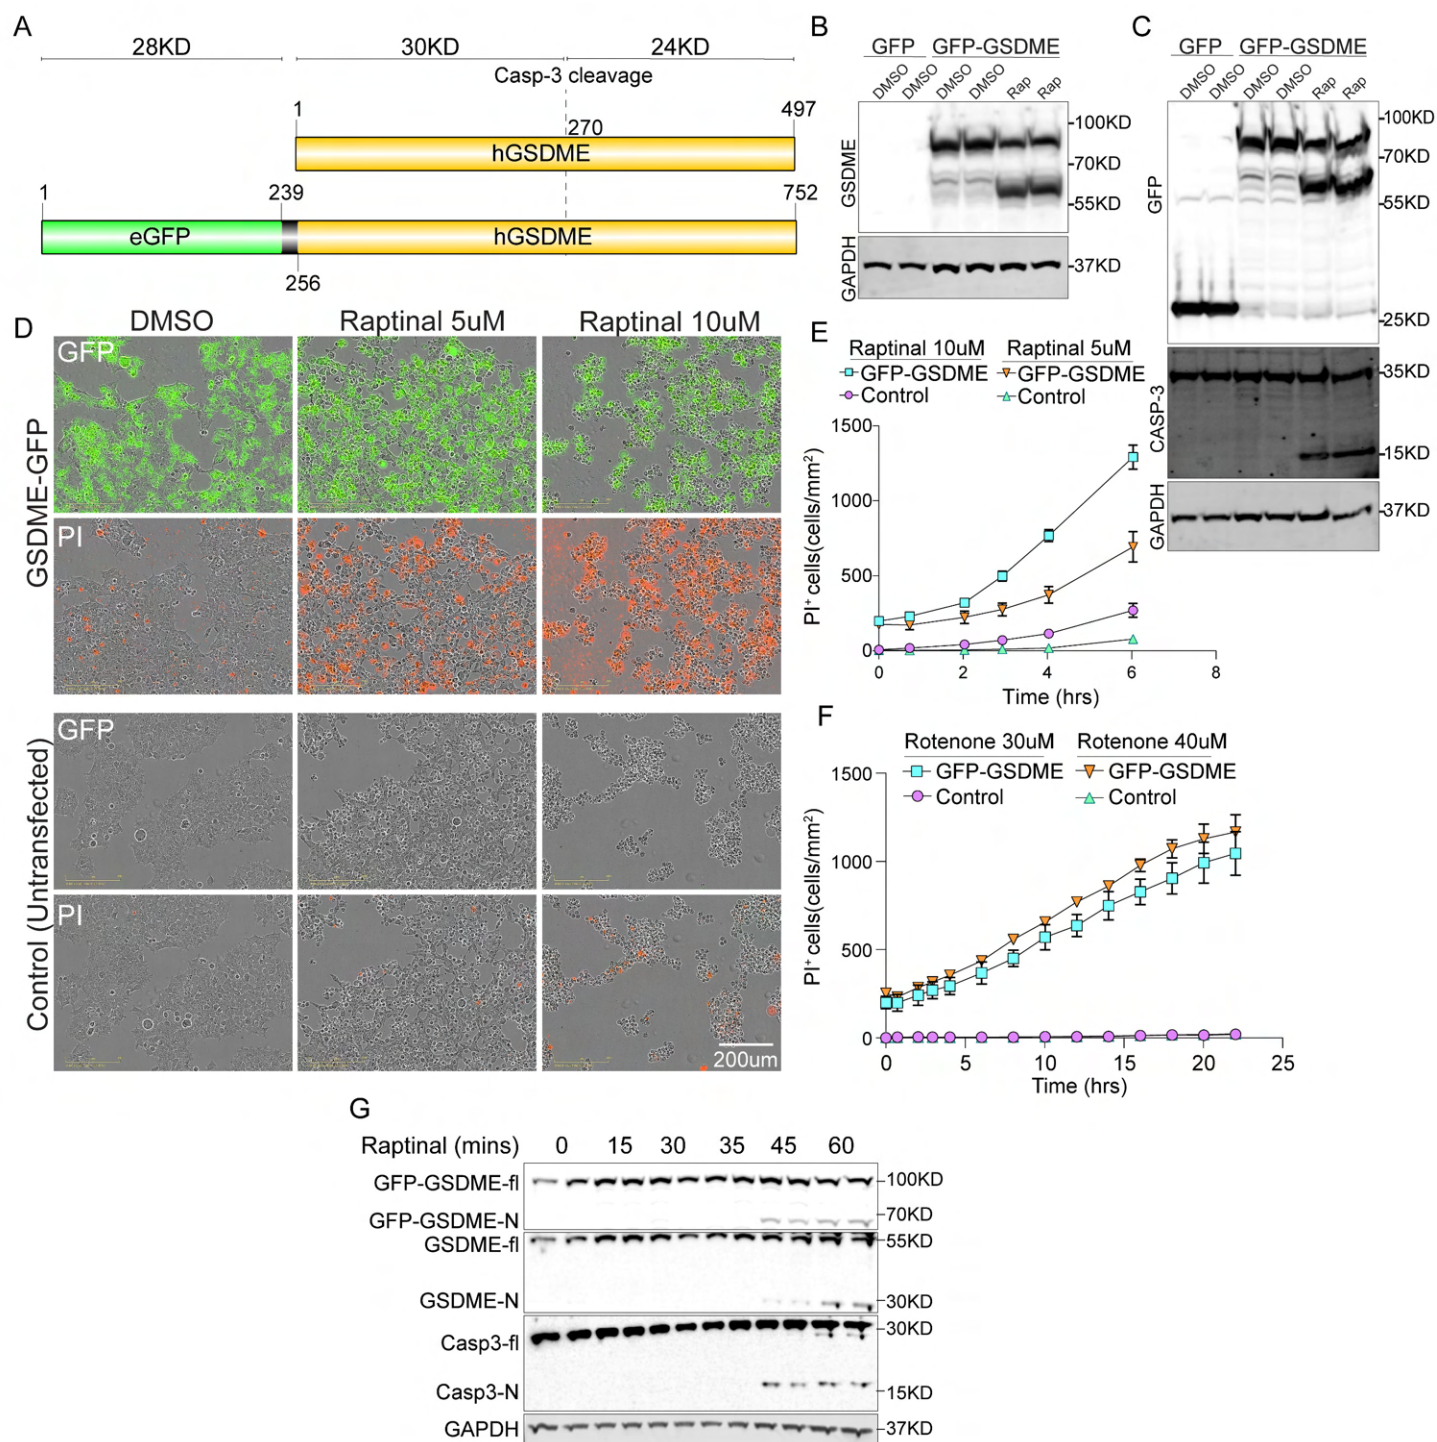 A
28KD 30KD 24KD
Casp-3 cleavage
1 497
270
hGSDME
1 239 752
eGFP hGSDME
256
B
GFP GFP-GSDME
DMSO DMSO DMSO DMSO Rap Rap
GSDME
-100KD
-70KD
-55KD
GAPDH
-37KD
C
GFP GFP-GSDME
DMSO DMSO DMSO DMSO Rap Rap
GFP
-100KD
-70KD
-55KD
-25KD
CASP-3
-35KD
-15KD
GAPDH
-37KD
D
DMSO Raptinal 5uM Raptinal 10uM
GSDME-GFP
GFP
PI
Control (Untransfected)
GFP
PI
200um
E
Raptinal 10uM Raptinal 5uM
GFP-GSDME GFP-GSDME
Control Control
PI+ cells(cells/mm2)
1500
1000
500
0
0 2 4 6 8
Time (hrs)
F
Rotenone 30uM Rotenone 40uM
GFP-GSDME GFP-GSDME
Control Control
PI+ cells(cells/mm2)
1500
1000
500
0
0 5 10 15 20 25
Time (hrs)
G
Raptinal (mins) 0 15 30 35 45 60
GFP-GSDME-fl -100KD
GFP-GSDME-N -70KD
GSDME-fl -55KD
GSDME-N -30KD
-30KD
Casp3-fl
Casp3-N -15KD
GAPDH -37KD